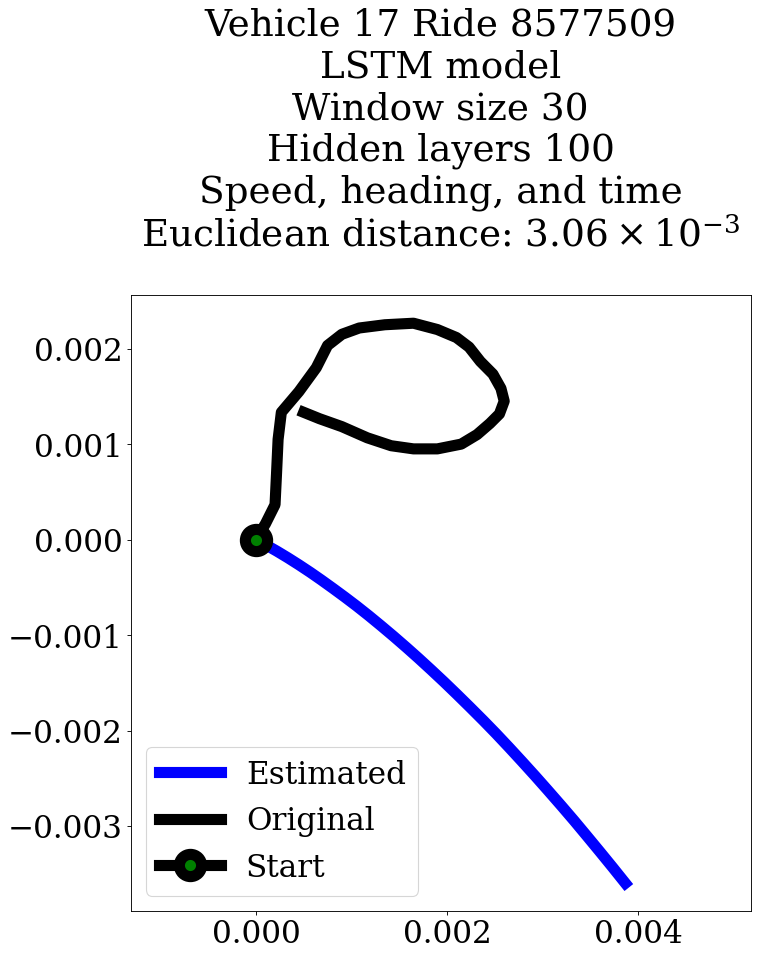 Vehicle 17 Ride 8577509
LSTM model
Window size 30
Hidden layers 100
Speed, heading, and time
Euclidean distance: 3.06 × 10⁻³
0.002
0.001
0.000
−0.001
−0.002
−0.003
Estimated
Original
Start
0.000 0.002 0.004